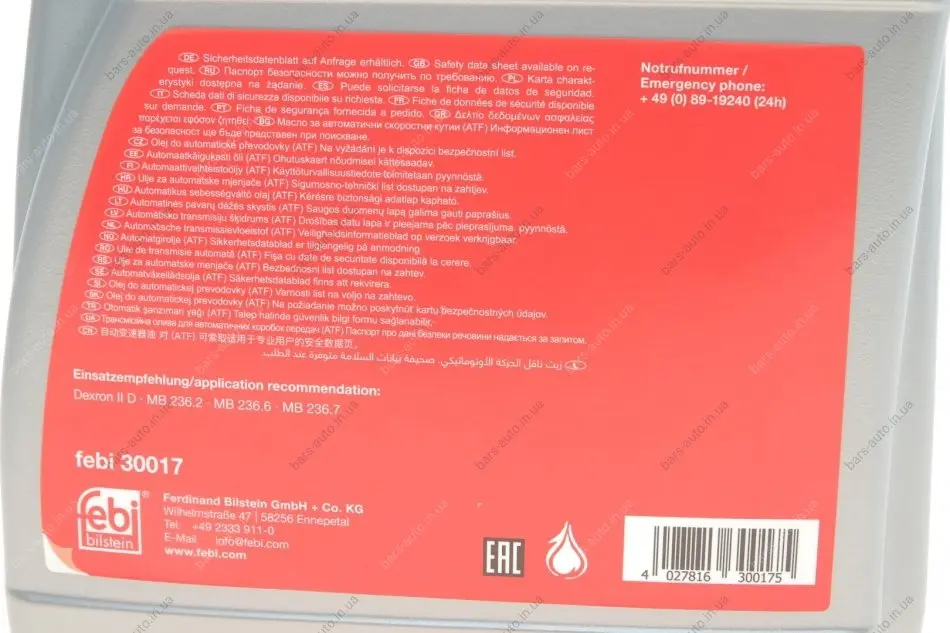 DE Sicherheitsdatenblatt auf Anfrage erhältlich. GB Safety data sheet available on re-
quest. RU Паспорт безопасности можно получить по требованию. PL Karta charakt-
erystyki dostępna na żądanie. ES Puede solicitarse la ficha de datos de seguridad.
IT Scheda dati di sicurezza disponibile su richiesta. FR Fiche de données de sécurité disponible
sur demande. PT Ficha de segurança fornecida a pedido. GR Δελτίο δεδομένων ασφαλείας
παρέχεται εφόσον ζητηθεί. BG Масло за автоматични скоростни кутии (ATF) Информационен лист
за безопасност ще бъде представен при поискване.
CZ Olej do automatické převodovky (ATF) Na vyžádání je k dispozici bezpečnostní list.
EE Automaatkäigukasti õli (ATF) Ohutuskaart nõudmisel kättesaadav.
FI Automaattivaihteistoöljy (ATF) Käyttöturvallisuustiedote toimitetaan pyynnöstä.
HR Ulje za automatske mjenjače (ATF) Sigurnosno-tehnički list dostupan na zahtjev.
HU Automatikus sebességváltó olaj (ATF) Kérésre biztonsági adatlap kapható.
LT Automatinės pavarų dėžės skystis (ATF) Saugos duomenų lapą galima gauti paprašius.
LV Automātisko transmisiju šķidrums (ATF) Drošības datu lapa ir pieejama pēc pieprasījuma. pyynnöstä.
NL Automatische transmissievloeistof (ATF) Veiligheidsinformatieblad op verzoek verkrijgbaar.
NO Automatgirolje (ATF) Sikkerhetsdatablad er tilgjengelig på anmodning
RO Ulei de transmisie automată (ATF) Fișa cu date de securitate disponibilă la cerere.
RS Ulje za automatske menjače (ATF) Bezbednosni list dostupan na zahtev.
SE Automatväxellådsolja (ATF) Säkerhetsdatablad finns att rekvirera.
SI Olej do automatickej prevodovky (ATF) Varnosti list na voljo na zahtevo.
SK Olej do automatickej prevodovky (ATF) Na požiadanie možno poskytnúť kartu bezpečnostných údajov.
TR Otomatik şanzıman yağı (ATF) Talep halinde güvenlik bilgi formu sağlanabilir.
UA Трансмісійна олива для автоматичних коробок передач (ATF) Паспорт про дані безпеки речовини надається за запитом.
CN 自动变速器油 对 (ATF) 可索取适用于专业用户的安全数据页。
زيت ناقل الحركة الأوتوماتيكي. صحيفة بيانات السلامة متوفرة عند الطلب
Einsatzempfehlung/application recommendation:
Dexron II D · MB 236.2 · MB 236.6 · MB 236.7
febi 30017
febi
bilstein
®
Ferdinand Bilstein GmbH + Co. KG
Wilhelmstraße 47 | 58256 Ennepetal
Tel. +49 2333 911-0
E-Mail info@febi.com
www.febi.com
Notrufnummer /
Emergency phone:
+ 49 (0) 89-19240 (24h)
EAC
4 027816 300175
bars-auto.in.ua